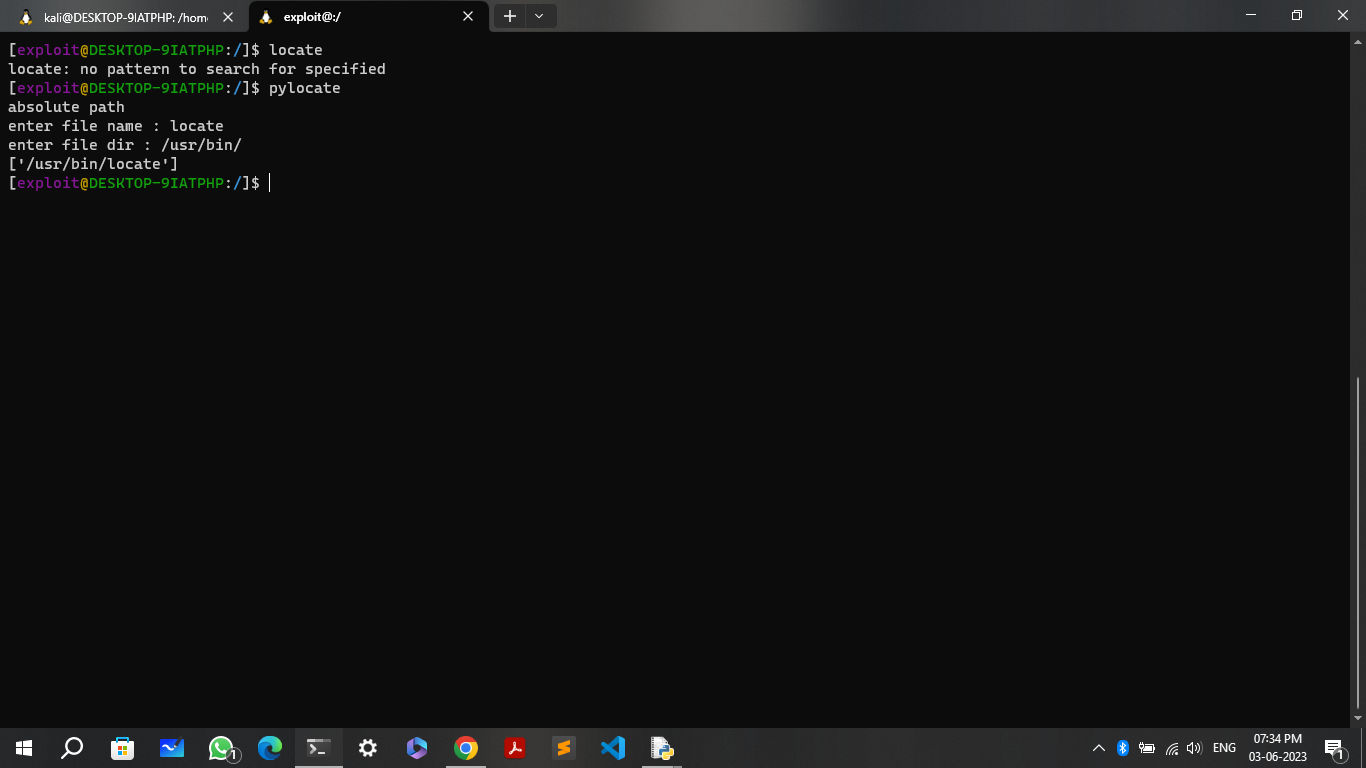 kali@DESKTOP-9IATPHP: /hom
exploit@:/
[exploit@DESKTOP-9IATPHP:/]$ locate
locate: no pattern to search for specified
[exploit@DESKTOP-9IATPHP:/]$ pylocate
absolute path
enter file name : locate
enter file dir : /usr/bin/
['/usr/bin/locate']
[exploit@DESKTOP-9IATPHP:/]$
1
ENG
07:34 PM
03-06-2023
1